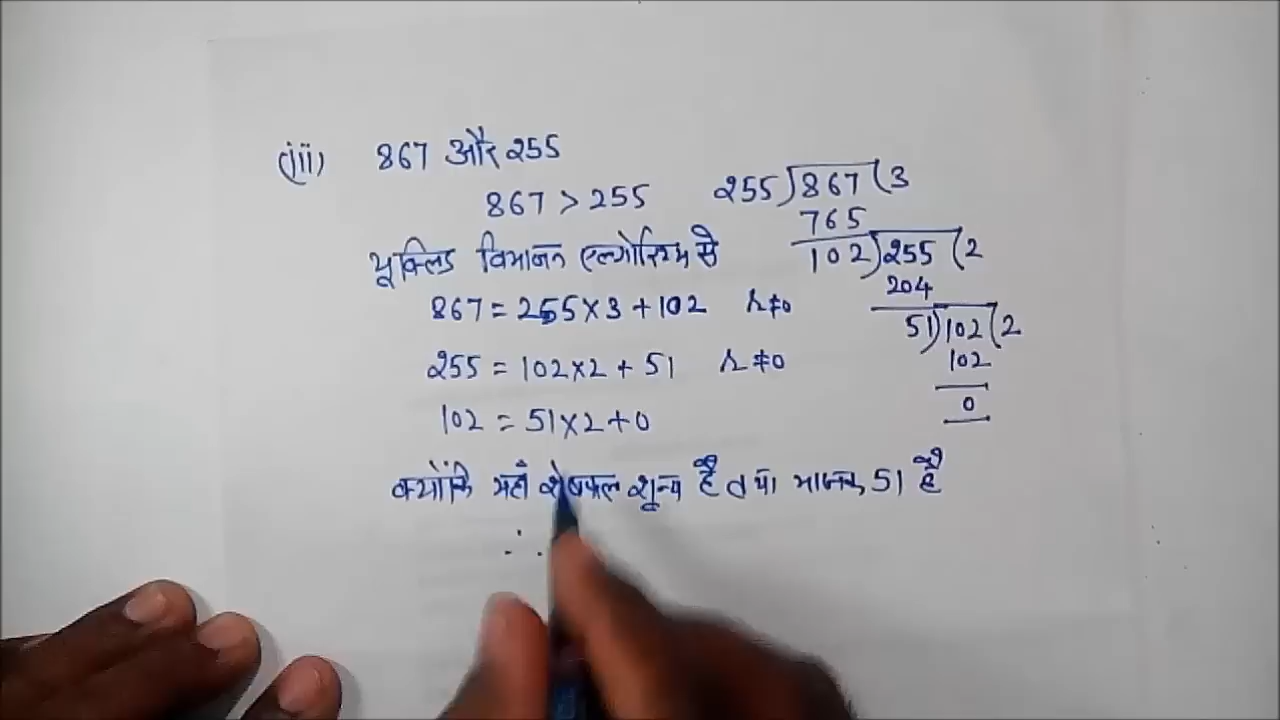 (iii) 867 और 255
867 > 255
यूक्लिड विभाजन एल्गोरिथ्म से
867 = 255×3 + 102 r≠0
255 = 102×2 + 51 r≠0
102 = 51×2+0
क्योंकि यहाँ शेषफल शून्य है तथा भाजक 51 है
∴
255)867(3
765
102)255(2
204
51)102(2
102
0